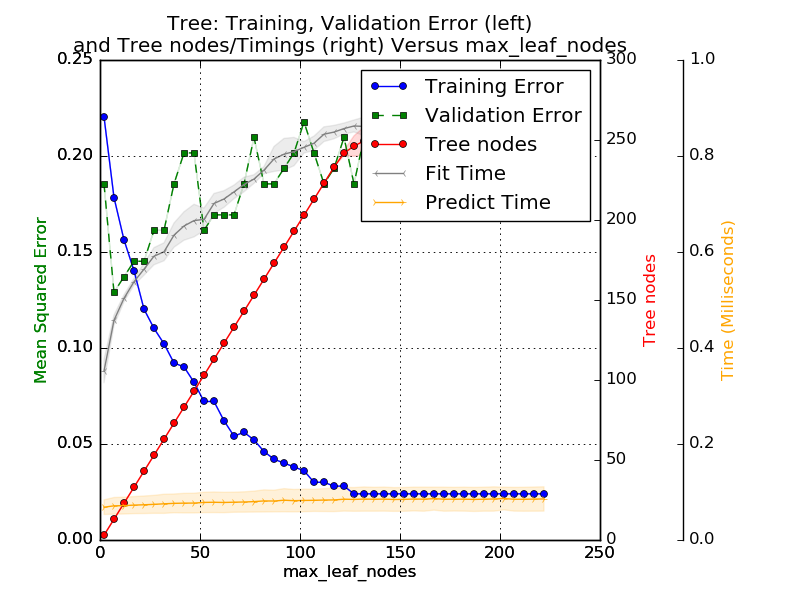 Tree: Training, Validation Error (left)
and Tree nodes/Timings (right) Versus max_leaf_nodes
Training Error
Validation Error
Tree nodes
Fit Time
Predict Time
Mean Squared Error
0.25
0.20
0.15
0.10
0.05
0.00
0 50 100 150 200 250
max_leaf_nodes
300
250
200
150
100
50
0
Tree nodes
1.0
0.8
0.6
0.4
0.2
0.0
Time (Milliseconds)